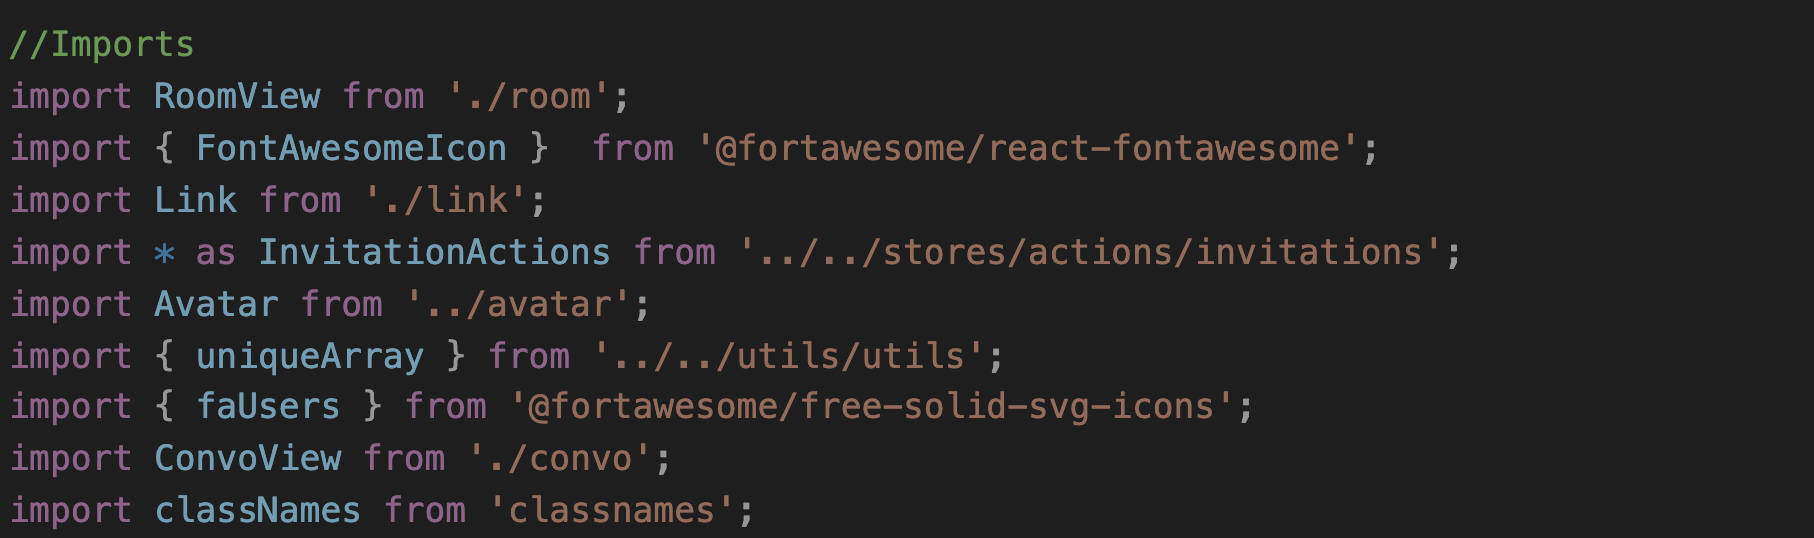 //Imports
import RoomView from './room';
import { FontAwesomeIcon }  from '@fortawesome/react-fontawesome';
import Link from './link';
import * as InvitationActions from '../../stores/actions/invitations';
import Avatar from '../avatar';
import { uniqueArray } from '../../utils/utils';
import { faUsers } from '@fortawesome/free-solid-svg-icons';
import ConvoView from './convo';
import classNames from 'classnames';